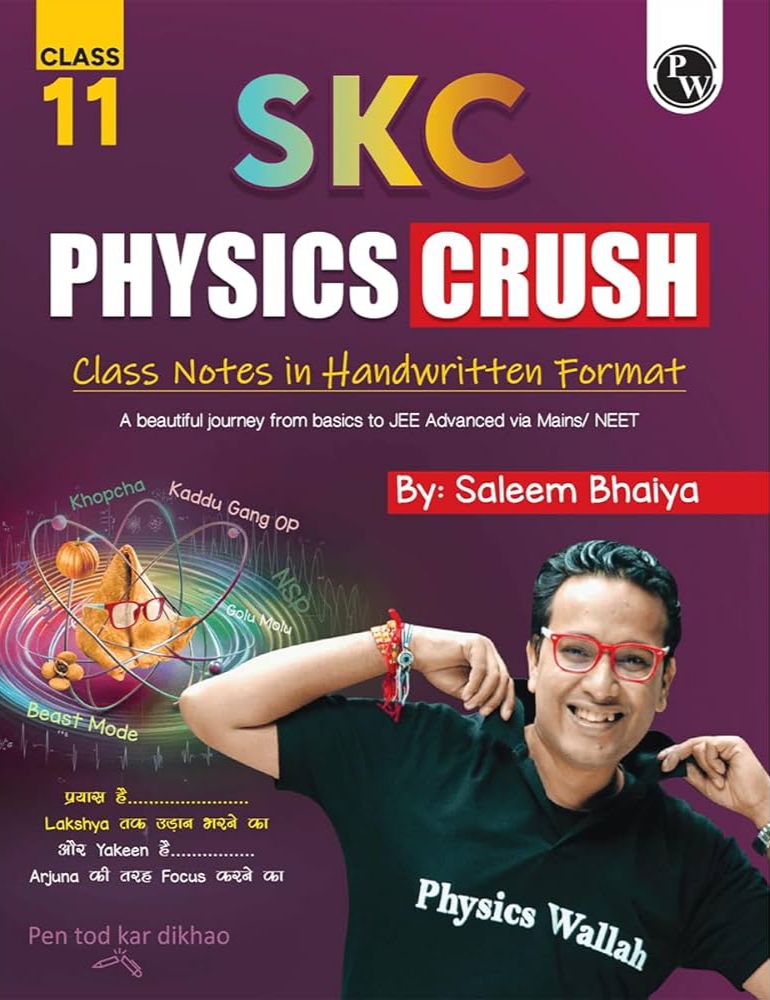 CLASS
11
PW
SKC
PHYSICS CRUSH
Class Notes in Handwritten Format
A beautiful journey from basics to JEE Advanced via Mains/ NEET
By: Saleem Bhaiya
Khopcha
Kaddu Gang OP
NSP
Golu Molu
Beast Mode
प्रयास है........................
Lakshya तक उड़ान भरने का
और Yakeen है.................
Arjuna की तरह Focus करने का
Pen tod kar dikhao
Physics Wallah